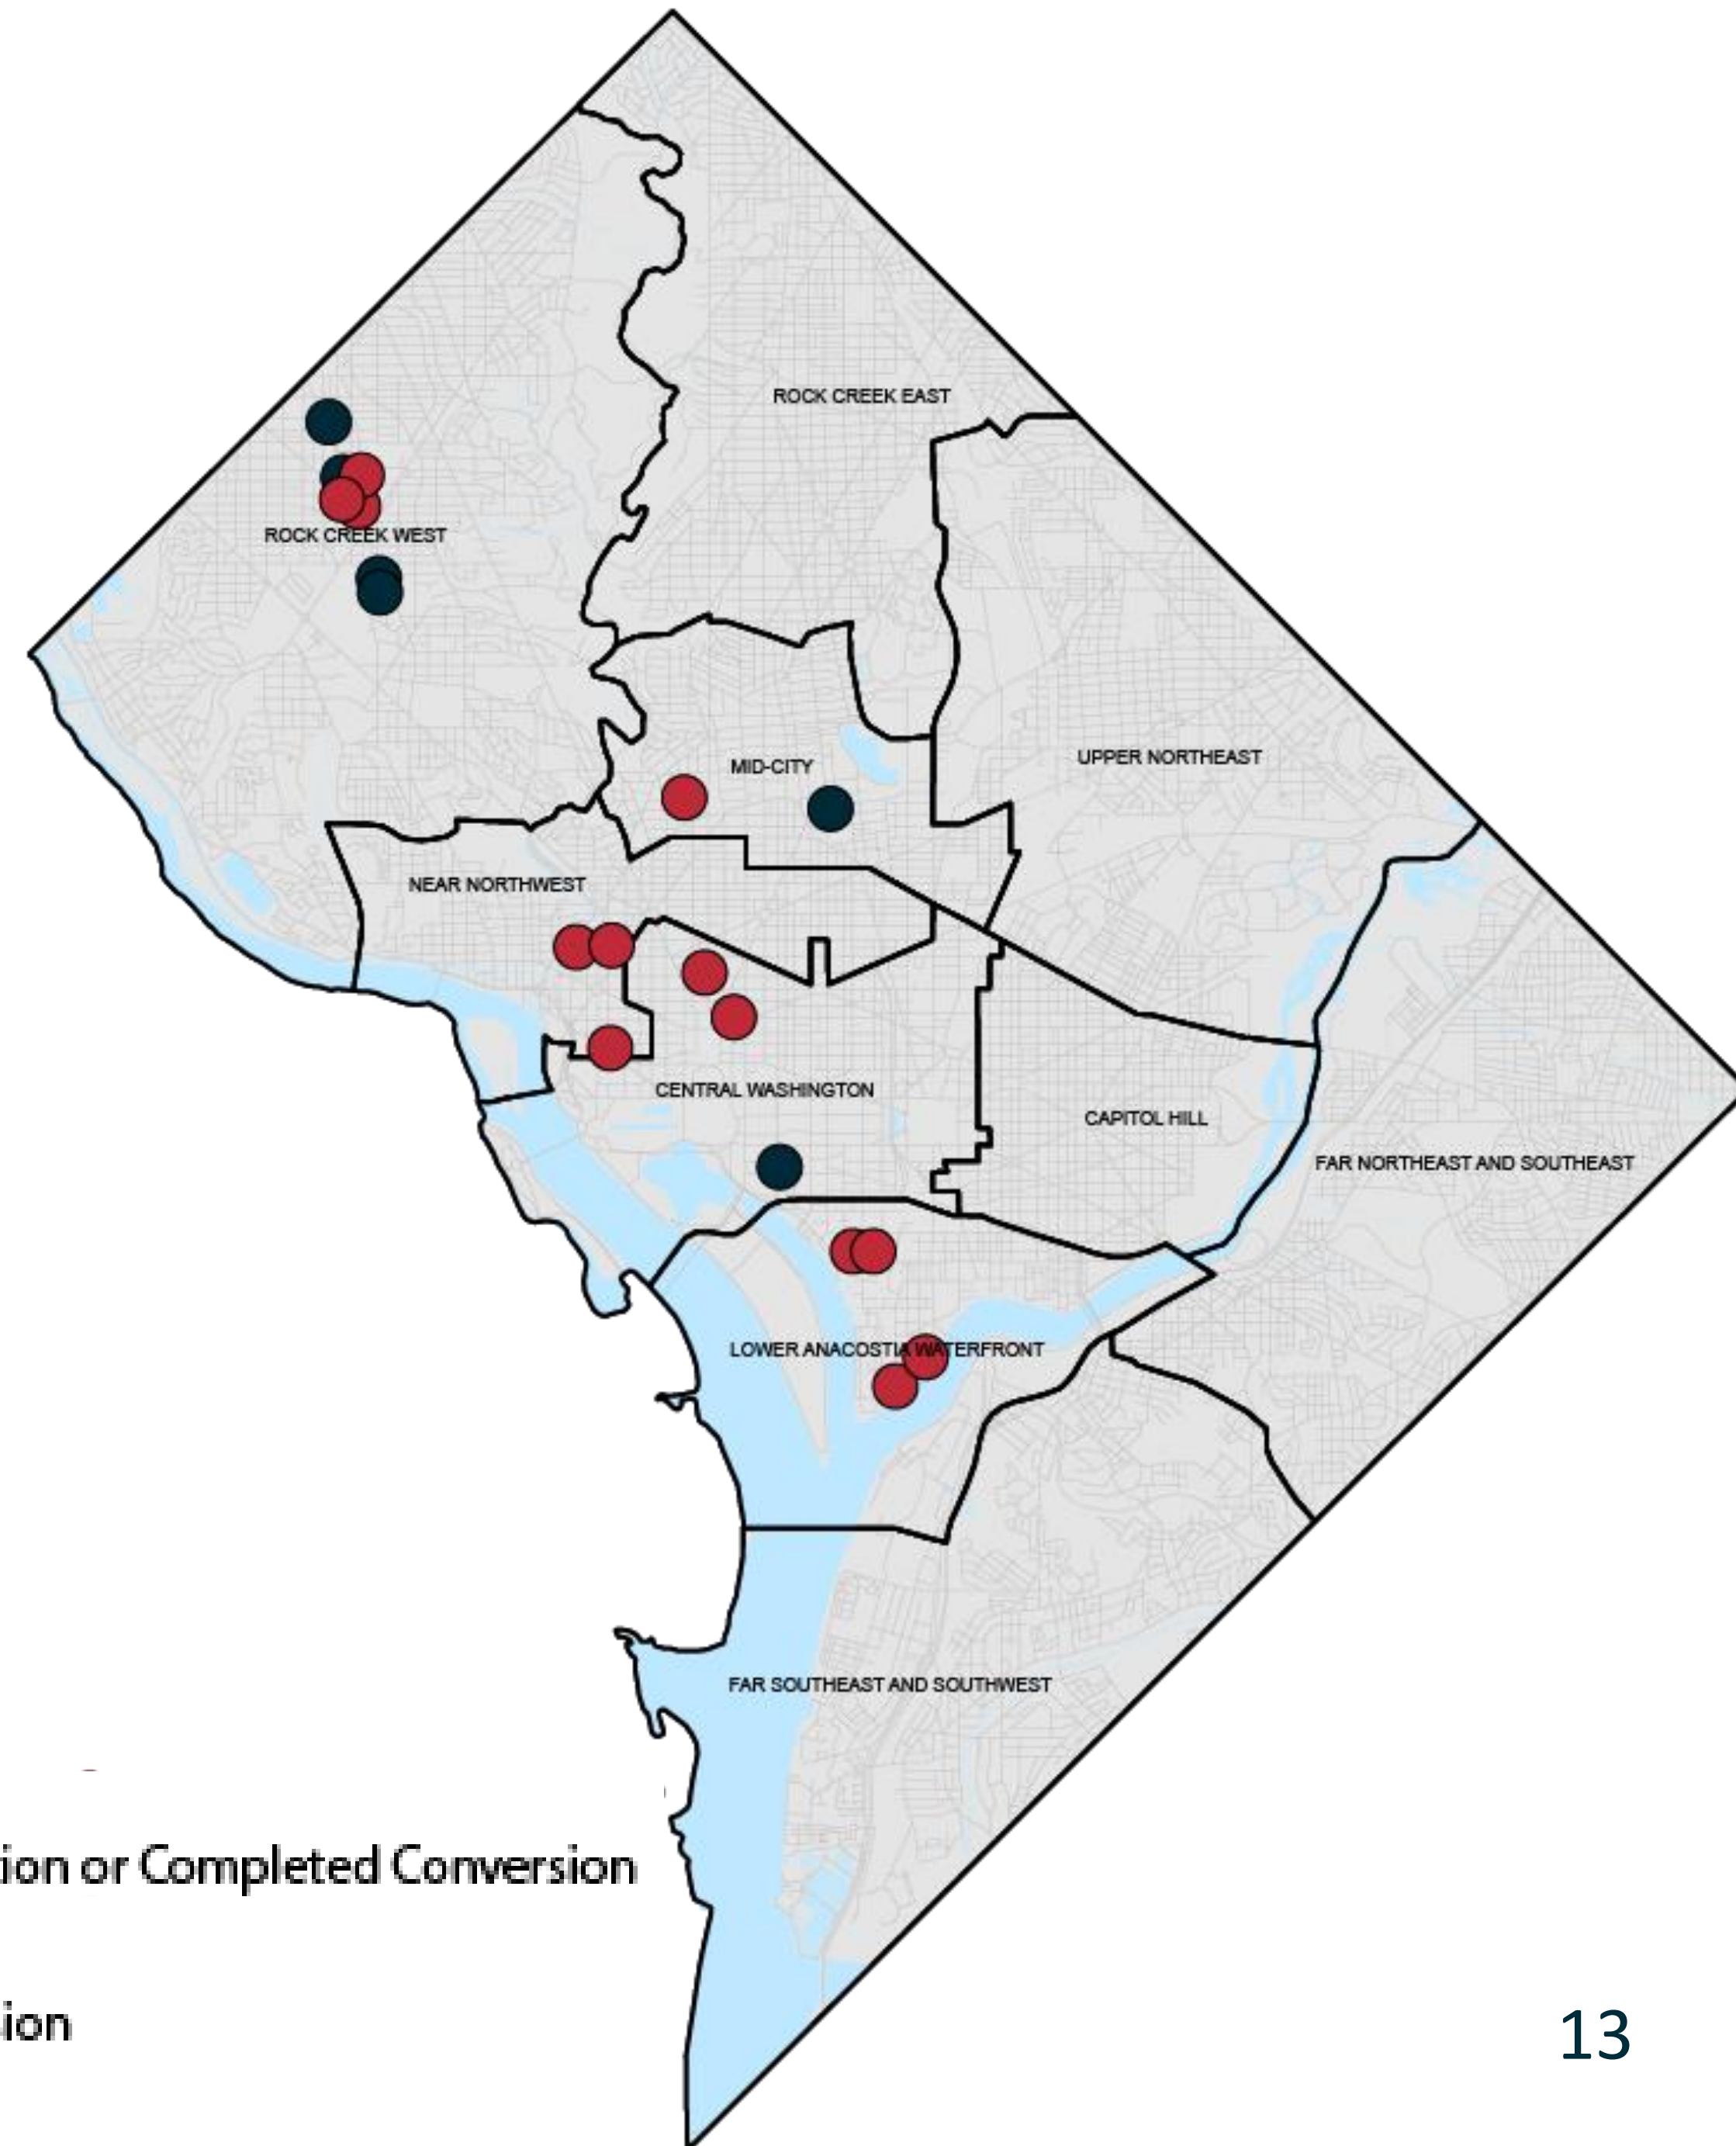 ROCK CREEK EAST
ROCK CREEK WEST
UPPER NORTHEAST
MID-CITY
NEAR NORTHWEST
CENTRAL WASHINGTON
CAPITOL HILL
FAR NORTHEAST AND SOUTHEAST
LOWER ANACOSTIA WATERFRONT
FAR SOUTHEAST AND SOUTHWEST
ion or Completed Conversion
ion
13